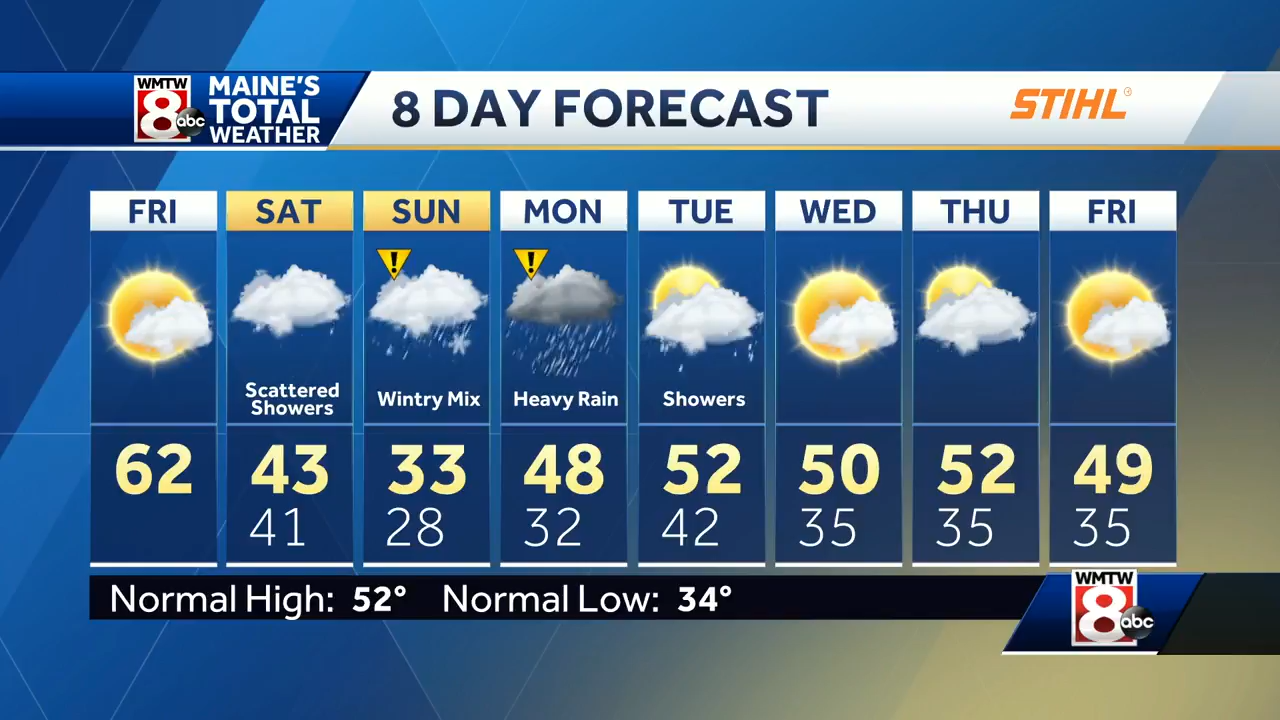 WMTW
8
abc
MAINE'S
TOTAL
WEATHER
8 DAY FORECAST
STIHL®
FRI SAT SUN MON TUE WED THU FRI
! !
Scattered
Showers
Wintry Mix
Heavy Rain
Showers
62 43 33 48 52 50 52 49
41 28 32 42 35 35 35
Normal High: 52° Normal Low: 34°
WMTW
8
abc